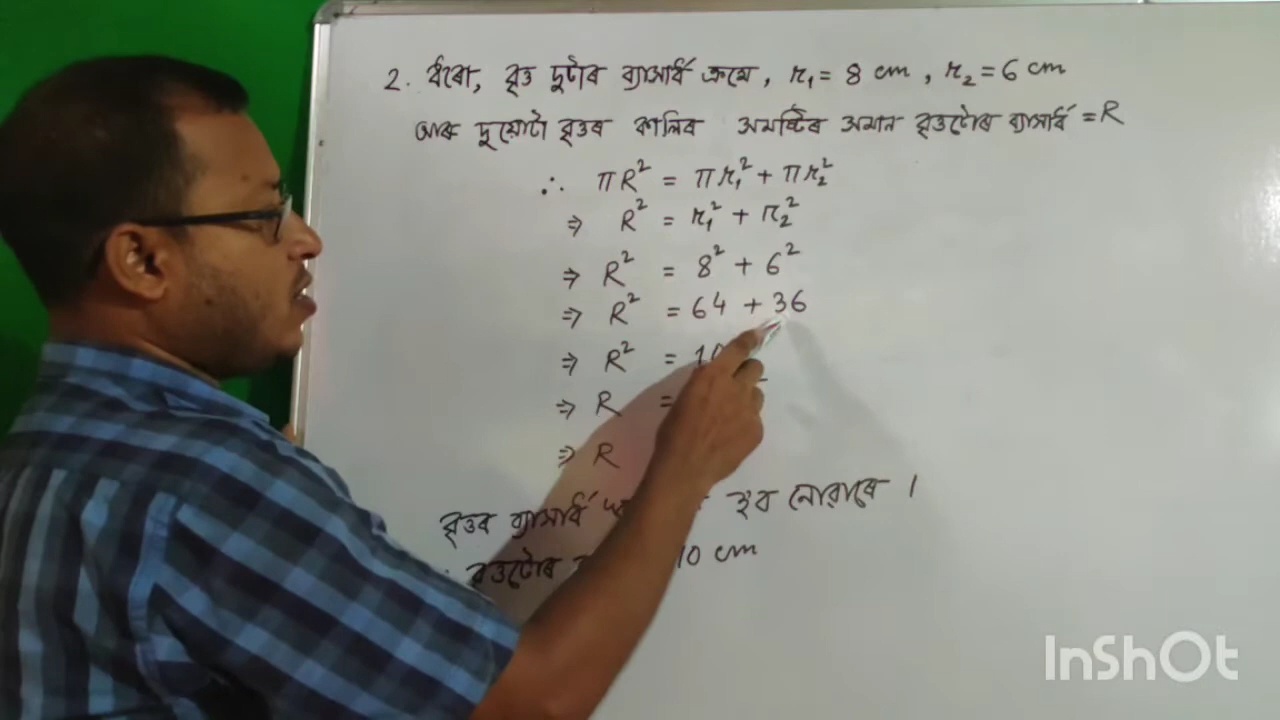 2. ধৰো, বৃত্ত দুটাৰ ব্যাসাৰ্ধ ক্ৰমে, r₁ = 8 cm, r₂ = 6 cm
আৰু দুয়োটা বৃত্তৰ কালিৰ সমষ্টিৰ সমান বৃত্তটোৰ ব্যাসাৰ্ধ = R
∴ πR² = πr₁² + πr₂²
⇒ R² = r₁² + r₂²
⇒ R² = 8² + 6²
⇒ R² = 64 + 36
⇒ R² =
⇒ R =
⇒ R
বৃত্তৰ ব্যাসাৰ্ধ হ'ব নোৱাৰে ।
বৃত্তটোৰ 10 cm
InShOt